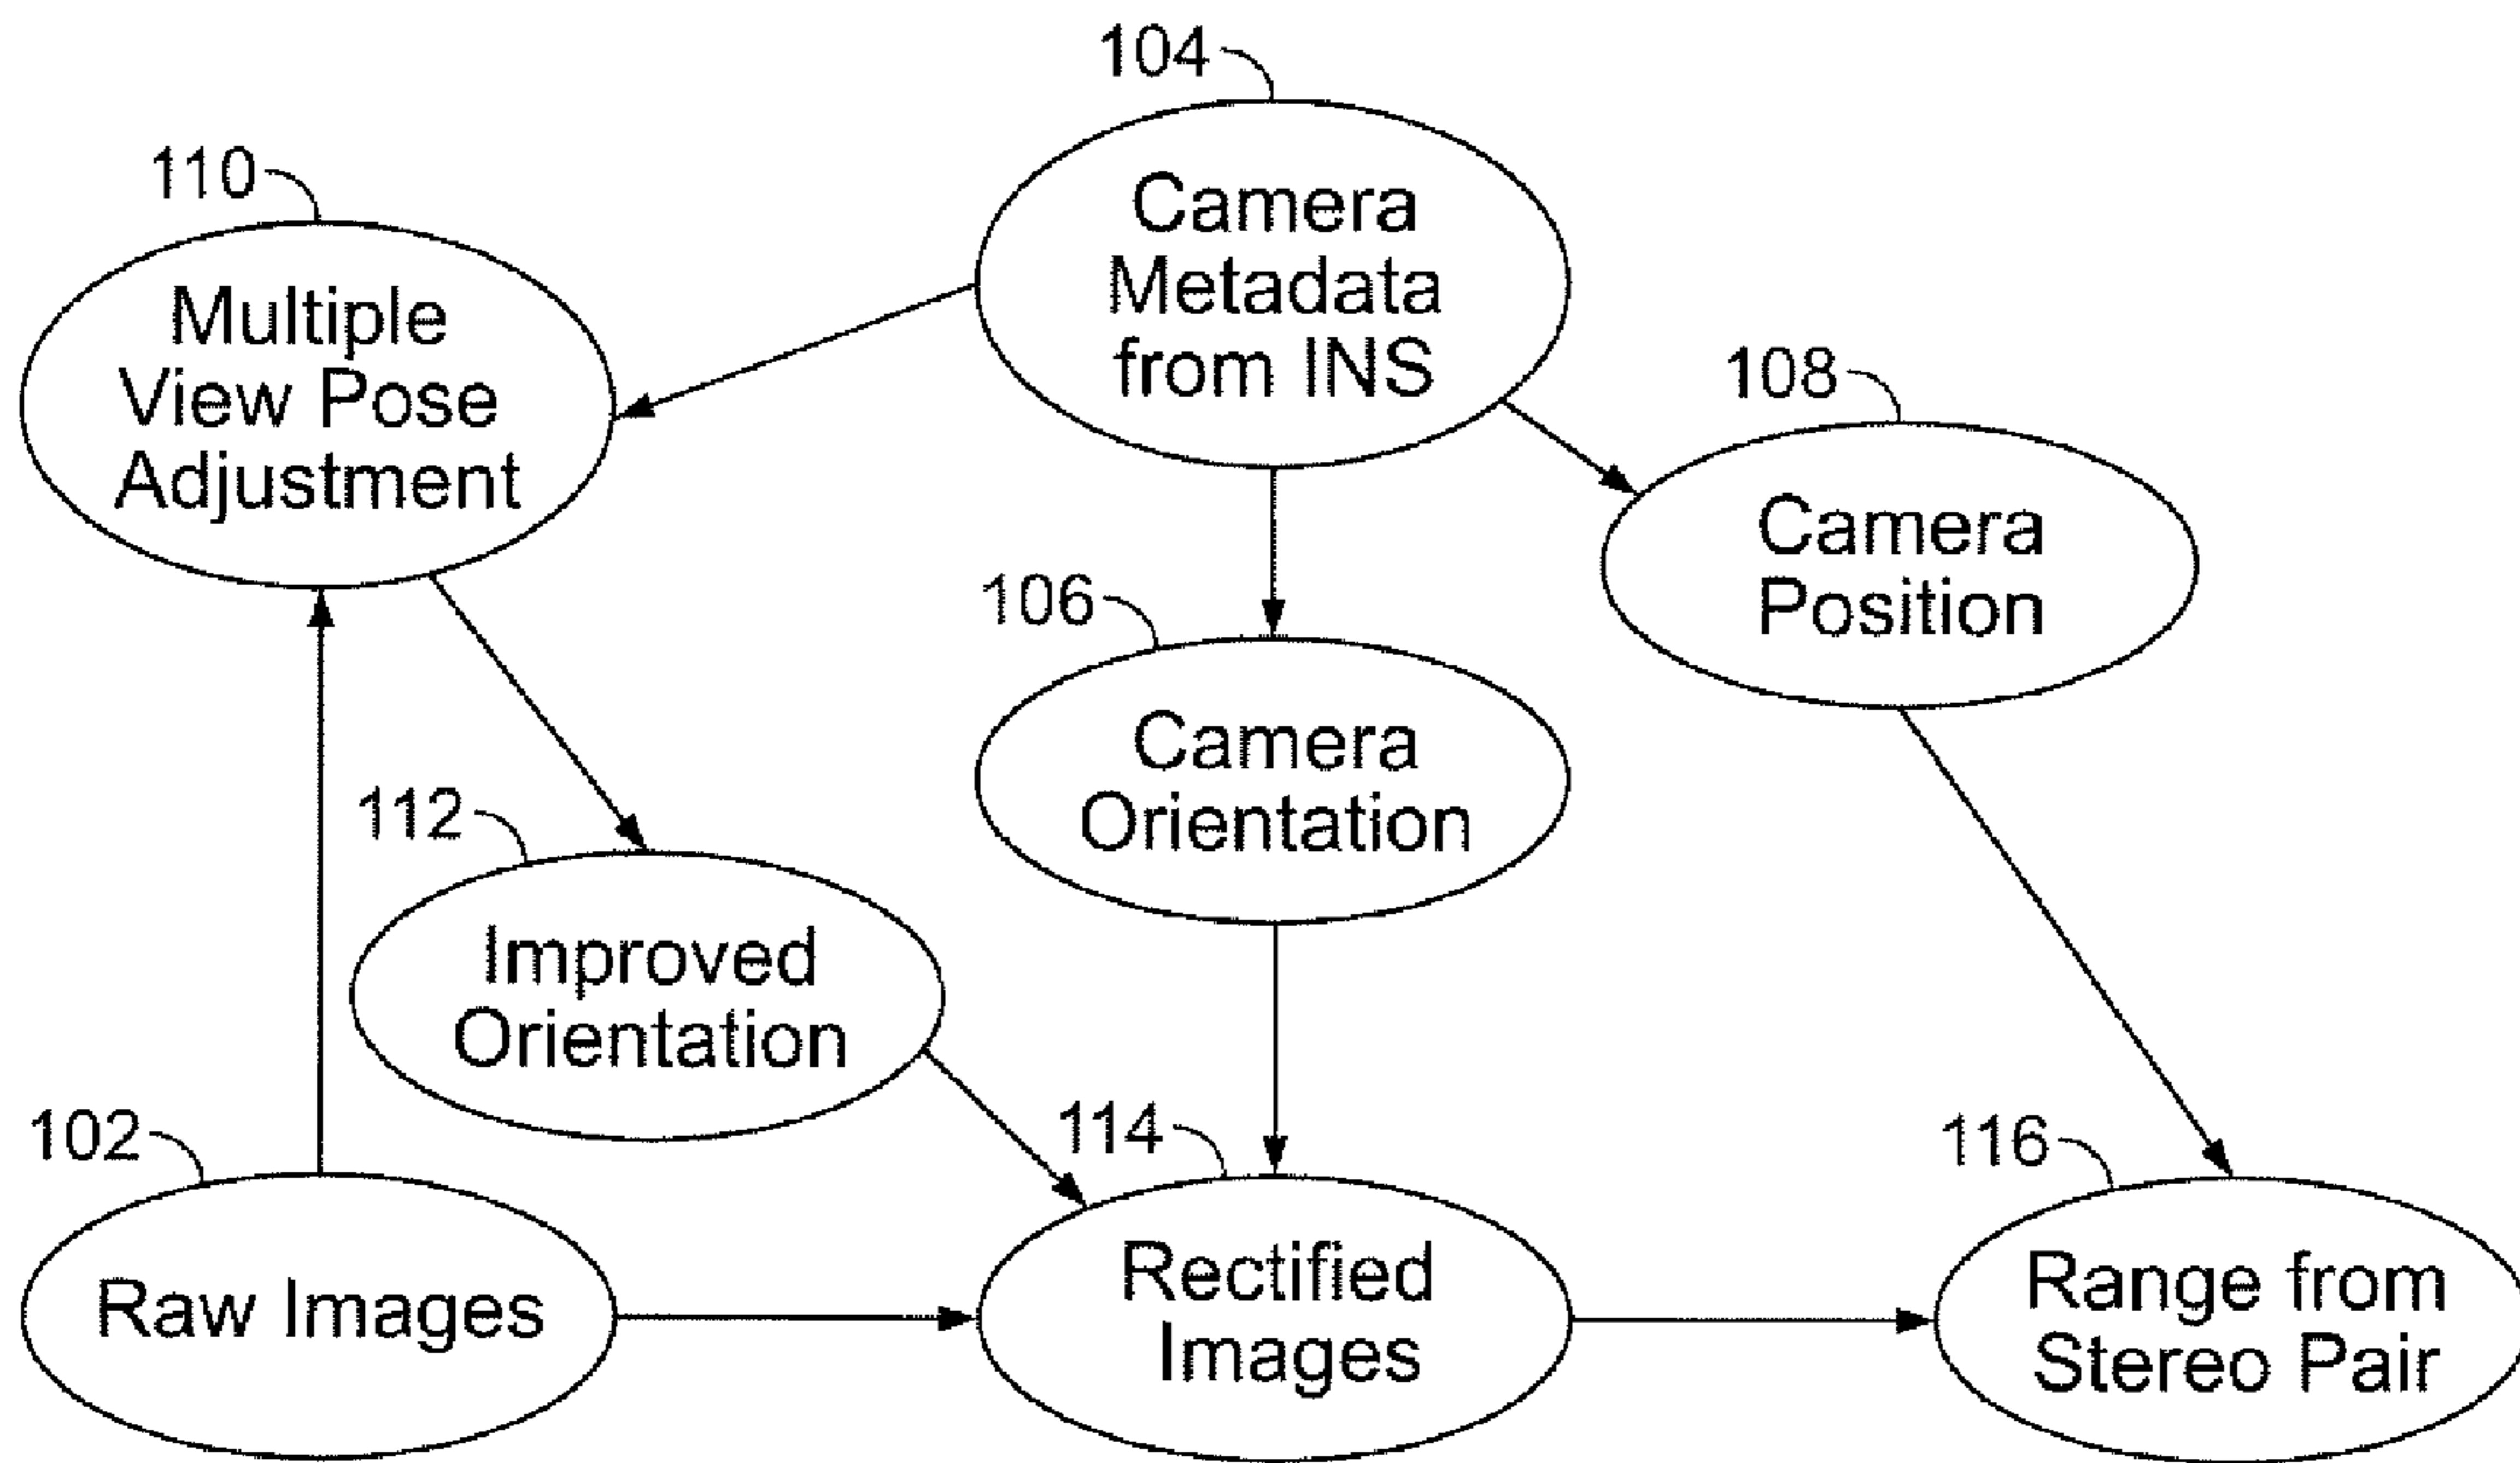 104
Camera
Metadata
from INS
110
Multiple
View Pose
Adjustment
108
Camera
Position
106
Camera
Orientation
112
Improved
Orientation
102
Raw Images
114
Rectified
Images
116
Range from
Stereo Pair